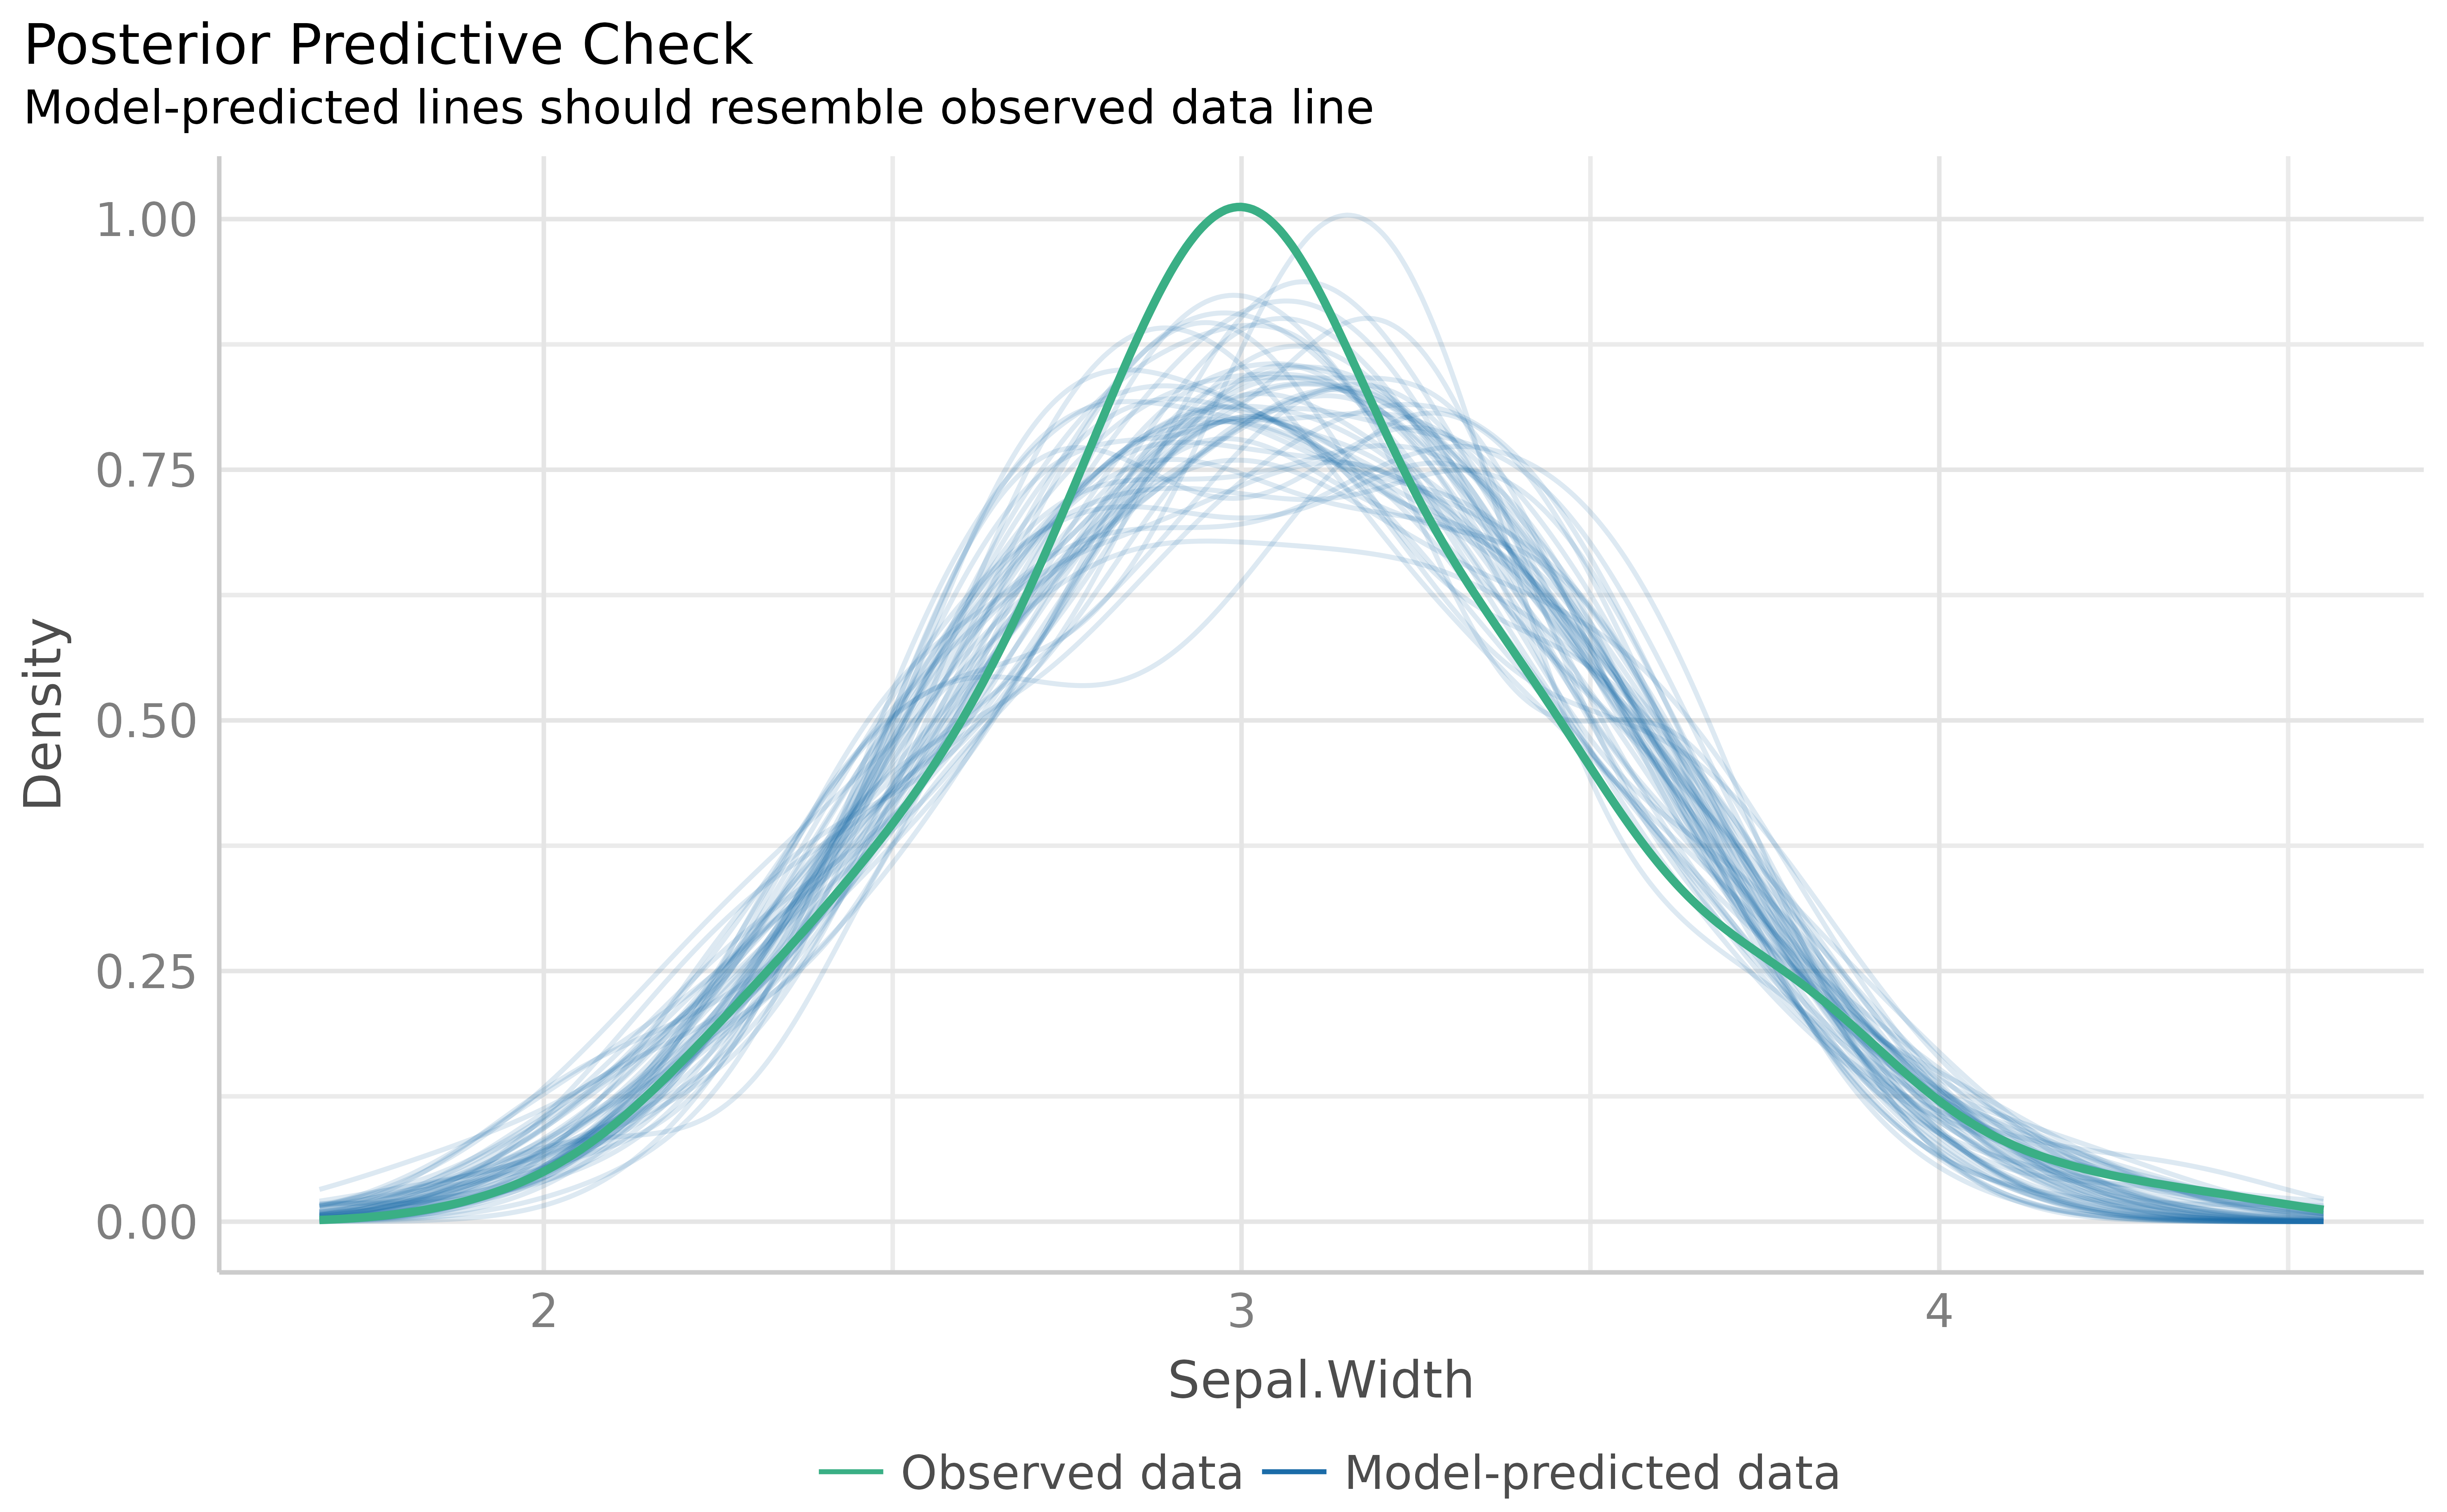 Posterior Predictive Check
Model-predicted lines should resemble observed data line
1.00
0.75
0.50
0.25
0.00
Density
2 3 4
Sepal.Width
Observed data Model-predicted data